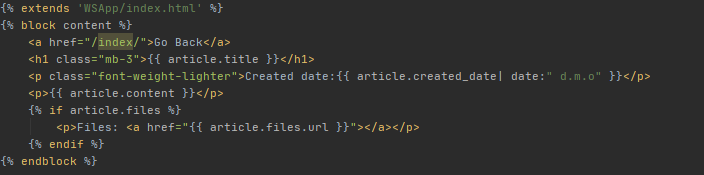 {% extends 'WSApp/index.html' %}
{% block content %}
    <a href="/index/">Go Back</a>
    <h1 class="mb-3">{{ article.title }}</h1>
    <p class="font-weight-lighter">Created date:{{ article.created_date| date:" d.m.o" }}</p>
    <p>{{ article.content }}</p>
    {% if article.files %}
        <p>Files: <a href="{{ article.files.url }}"></a></p>
    {% endif %}
{% endblock %}